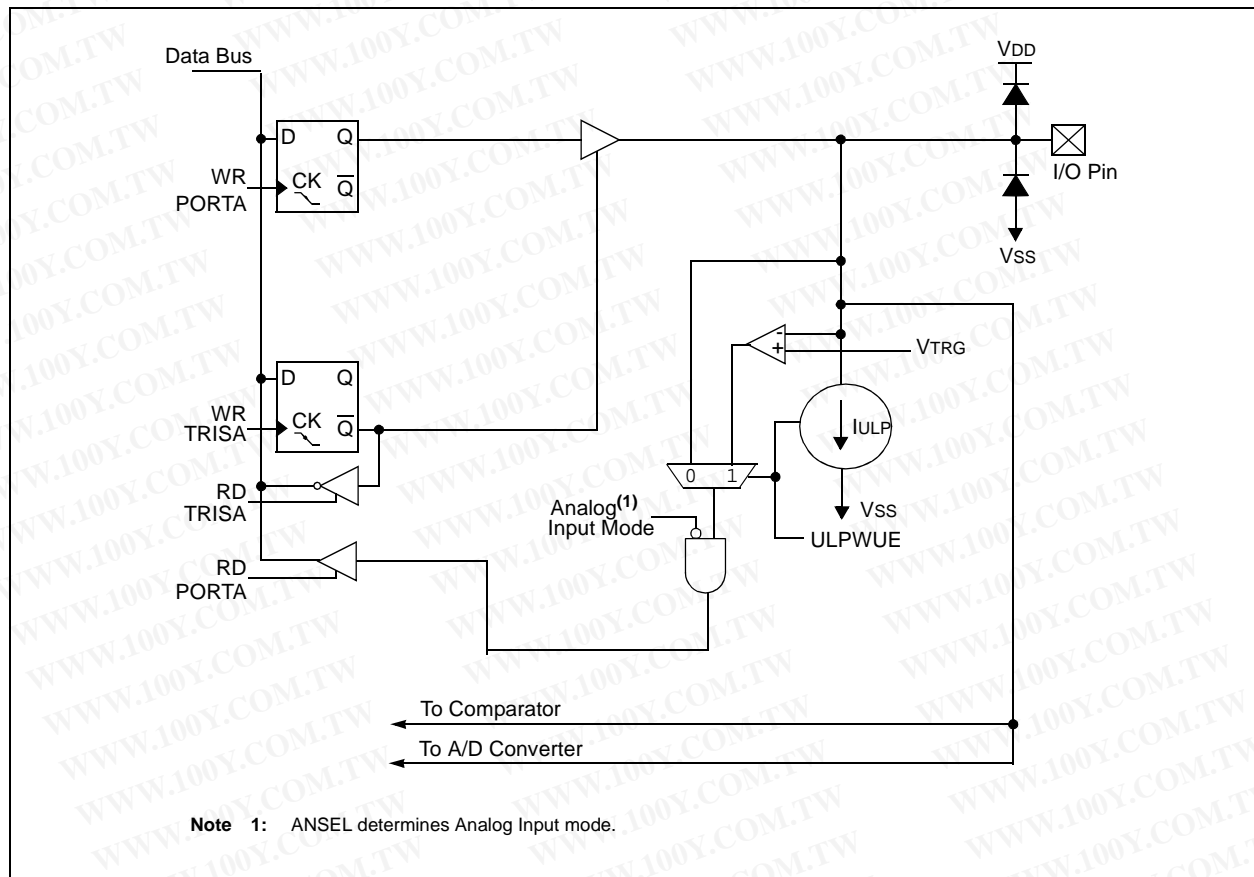 Data Bus
VDD
D Q
WR
PORTA
CK Q
I/O Pin
VSS
VTRG
-
+
D Q
WR
TRISA
CK Q
IULP
0 1
RD
TRISA
Analog(1)
Input Mode
VSS
ULPWUE
RD
PORTA
To Comparator
To A/D Converter
Note 1: ANSEL determines Analog Input mode.
WWW.100Y.COM.TW